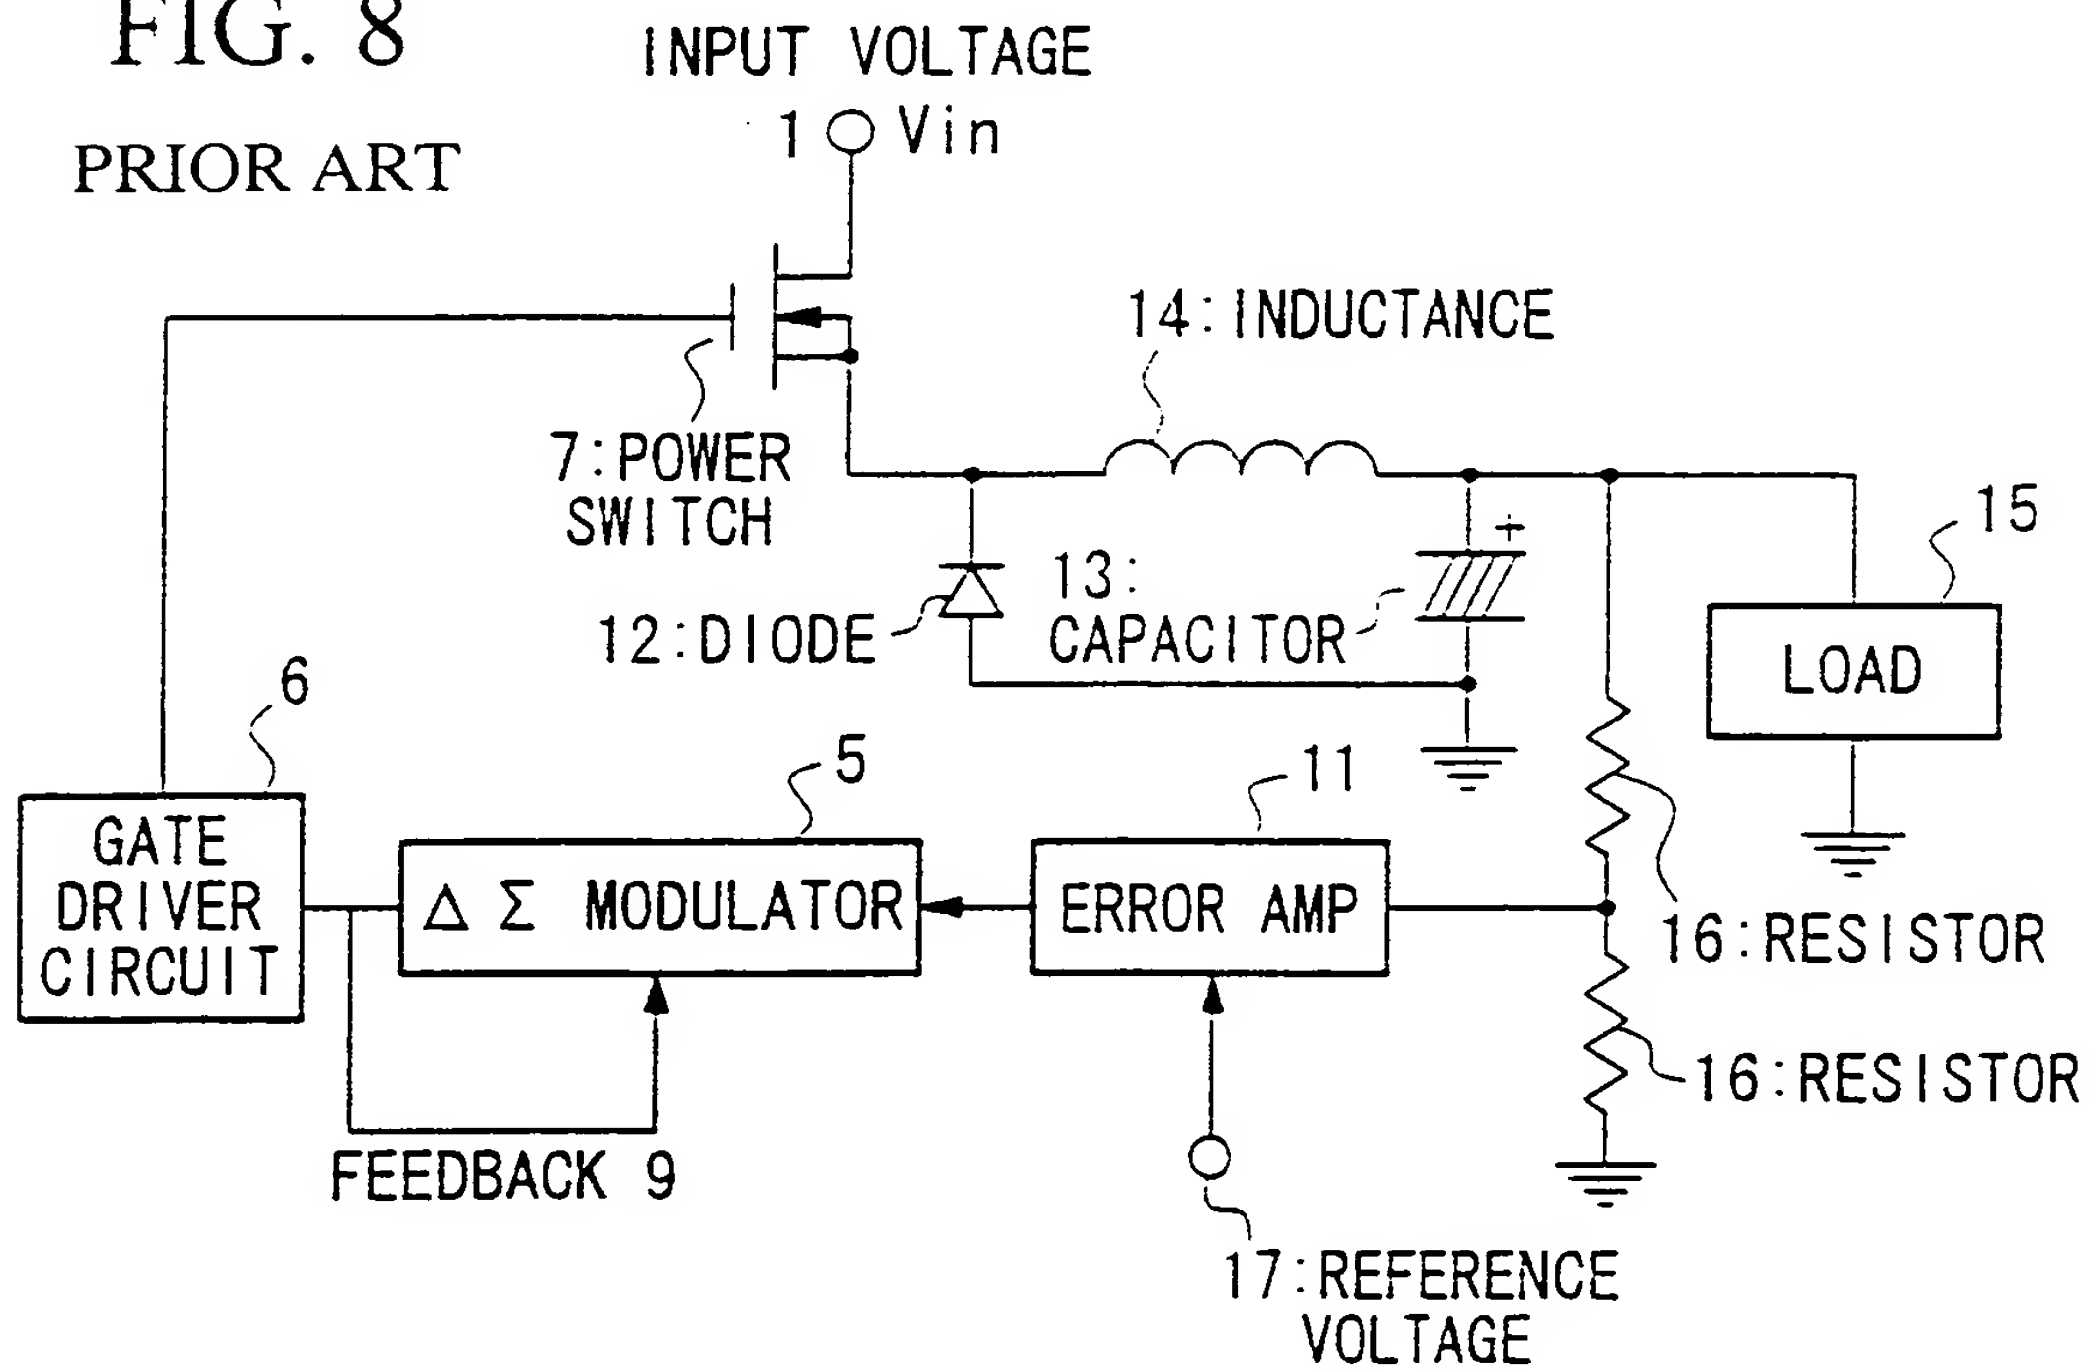 FIG. 8
PRIOR ART
INPUT VOLTAGE
1 Vin
14:INDUCTANCE
7:POWER
SWITCH
15
13:
CAPACITOR
+
12:DIODE
LOAD
6
5
11
GATE
DRIVER
CIRCUIT
Δ Σ MODULATOR
ERROR AMP
16:RESISTOR
16:RESISTOR
FEEDBACK 9
17:REFERENCE
VOLTAGE